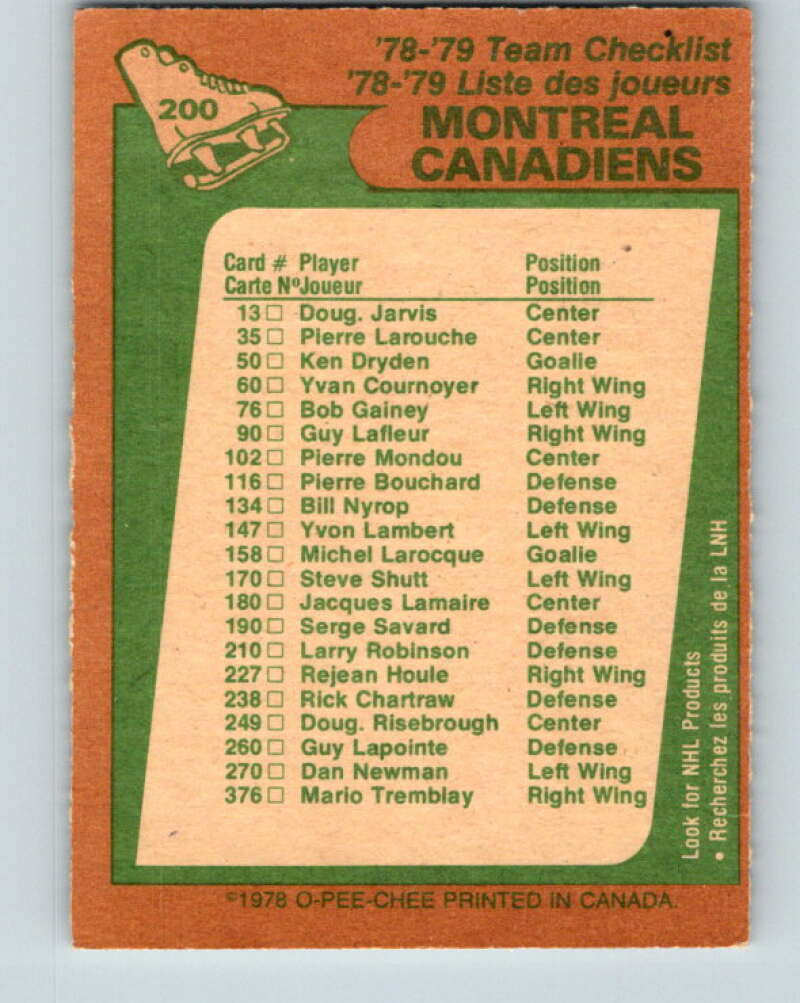 200
'78-'79 Team Checklist
'78-'79 Liste des joueurs
MONTREAL
CANADIENS
Card # Player Position
Carte Nº Joueur Position
13 □ Doug. Jarvis Center
35 □ Pierre Larouche Center
50 □ Ken Dryden Goalie
60 □ Yvan Cournoyer Right Wing
76 □ Bob Gainey Left Wing
90 □ Guy Lafleur Right Wing
102 □ Pierre Mondou Center
116 □ Pierre Bouchard Defense
134 □ Bill Nyrop Defense
147 □ Yvon Lambert Left Wing
158 □ Michel Larocque Goalie
170 □ Steve Shutt Left Wing
180 □ Jacques Lamaire Center
190 □ Serge Savard Defense
210 □ Larry Robinson Defense
227 □ Rejean Houle Right Wing
238 □ Rick Chartraw Defense
249 □ Doug. Risebrough Center
260 □ Guy Lapointe Defense
270 □ Dan Newman Left Wing
376 □ Mario Tremblay Right Wing
Look for NHL Products
• Recherchez les produits de la LNH
©1978 O-PEE-CHEE PRINTED IN CANADA.